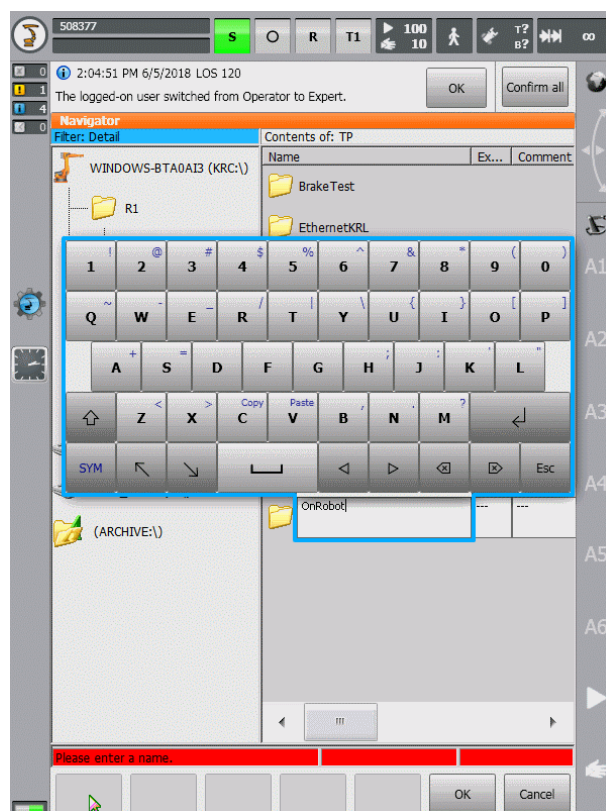 508377
S O R T1 100 10 T? B? ∞
0
1
4
0
2:04:51 PM 6/5/2018 LOS 120
The logged-on user switched from Operator to Expert.
OK
Confirm all
Navigator
Filter: Detail
Contents of: TP
Name Ex... Comment
WINDOWS-BTA0AI3 (KRC:\)
R1
BrakeTest
EthernetKRL
1 ! 2 @ 3 # 4 $ 5 % 6 ^ 7 & 8 * 9 ( 0 )
Q ~ W - E _ R / T | Y \ U { I } O [ P ]
A + S = D F G H ; J : K ' L "
Z < X > C Copy V Paste B , N . M ?
SYM Esc
OnRobot --- ---
(ARCHIVE:\)
A1
A2
A3
A4
A5
A6
Please enter a name.
OK
Cancel